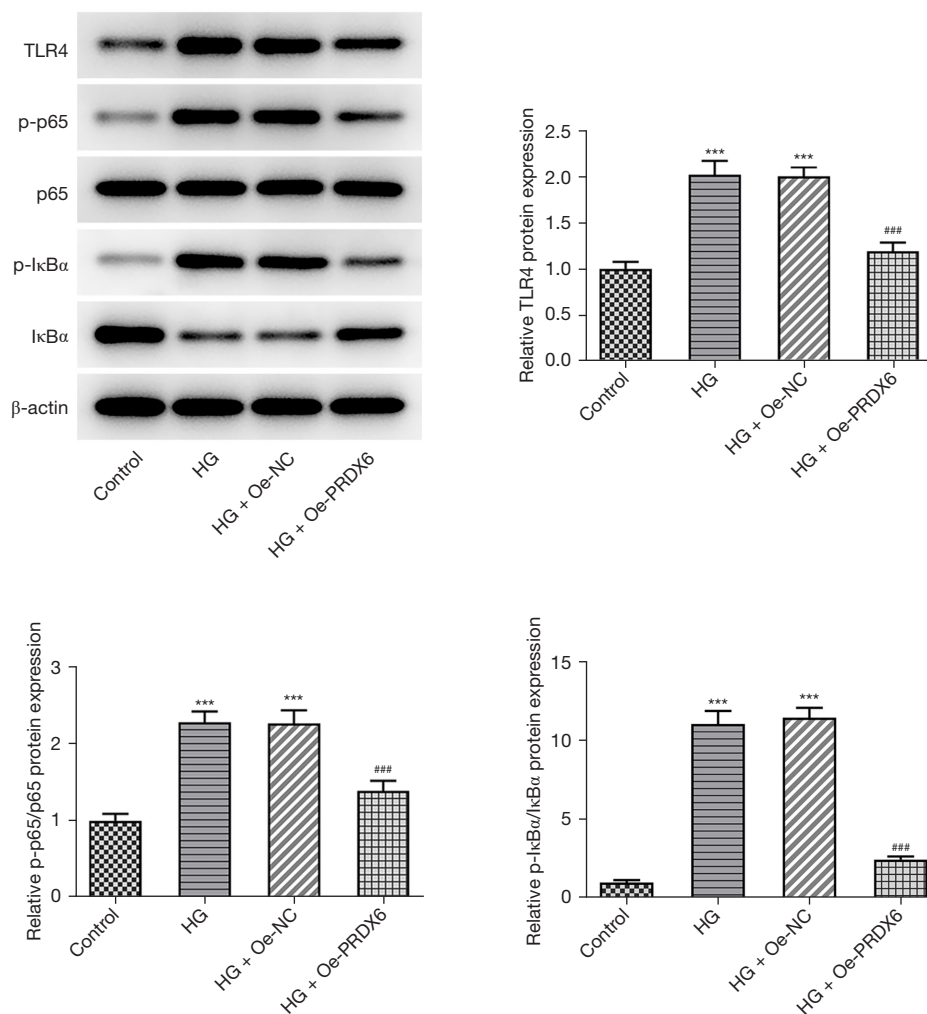 TLR4
p-p65
p65
p-IκBα
IκBα
β-actin
Control
HG
HG + Oe-NC
HG + Oe-PRDX6
Relative TLR4 protein expression
2.5
2.0
1.5
1.0
0.5
0.0
***
***
###
Control
HG
HG + Oe-NC
HG + Oe-PRDX6
Relative p-p65/p65 protein expression
3
2
1
0
***
***
###
Control
HG
HG + Oe-NC
HG + Oe-PRDX6
Relative p-IκBα/IκBα protein expression
15
10
5
0
***
***
###
Control
HG
HG + Oe-NC
HG + Oe-PRDX6